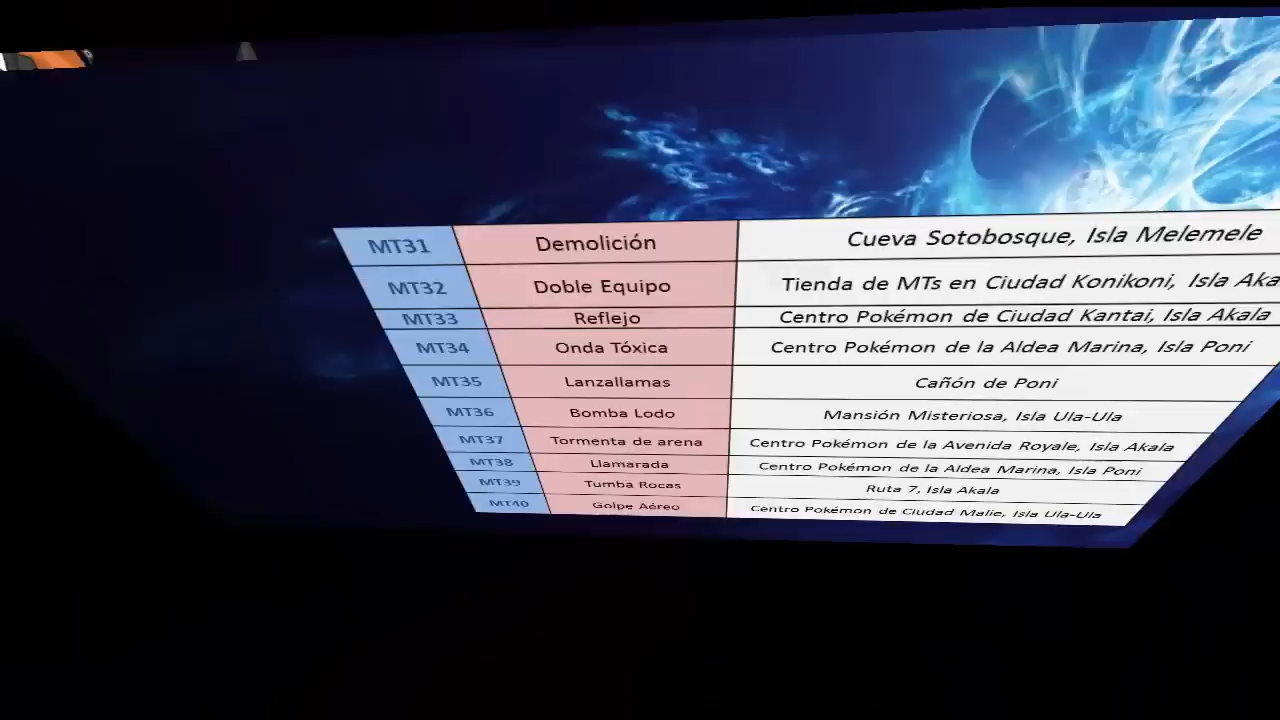 MT31 Demolición Cueva Sotobosque, Isla Melemele
MT32 Doble Equipo Tienda de MTs en Ciudad Konikoni, Isla
MT33 Reflejo Centro Pokémon de Ciudad Kantai, Isla Akala
MT34 Onda Tóxica Centro Pokémon de la Aldea Marina, Isla Poni
MT35 Lanzallamas Cañón de Poni
MT36 Bomba Lodo Mansión Misteriosa, Isla Ula-Ula
MT37 Tormenta de arena Centro Pokémon de la Avenida Royale, Isla Akala
MT38 Llamarada Centro Pokémon de la Aldea Marina, Isla Poni
MT39 Tumba Rocas Ruta 7, Isla Akala
MT40 Golpe Aéreo Centro Pokémon de Ciudad Malíe, Isla Ula-Ula